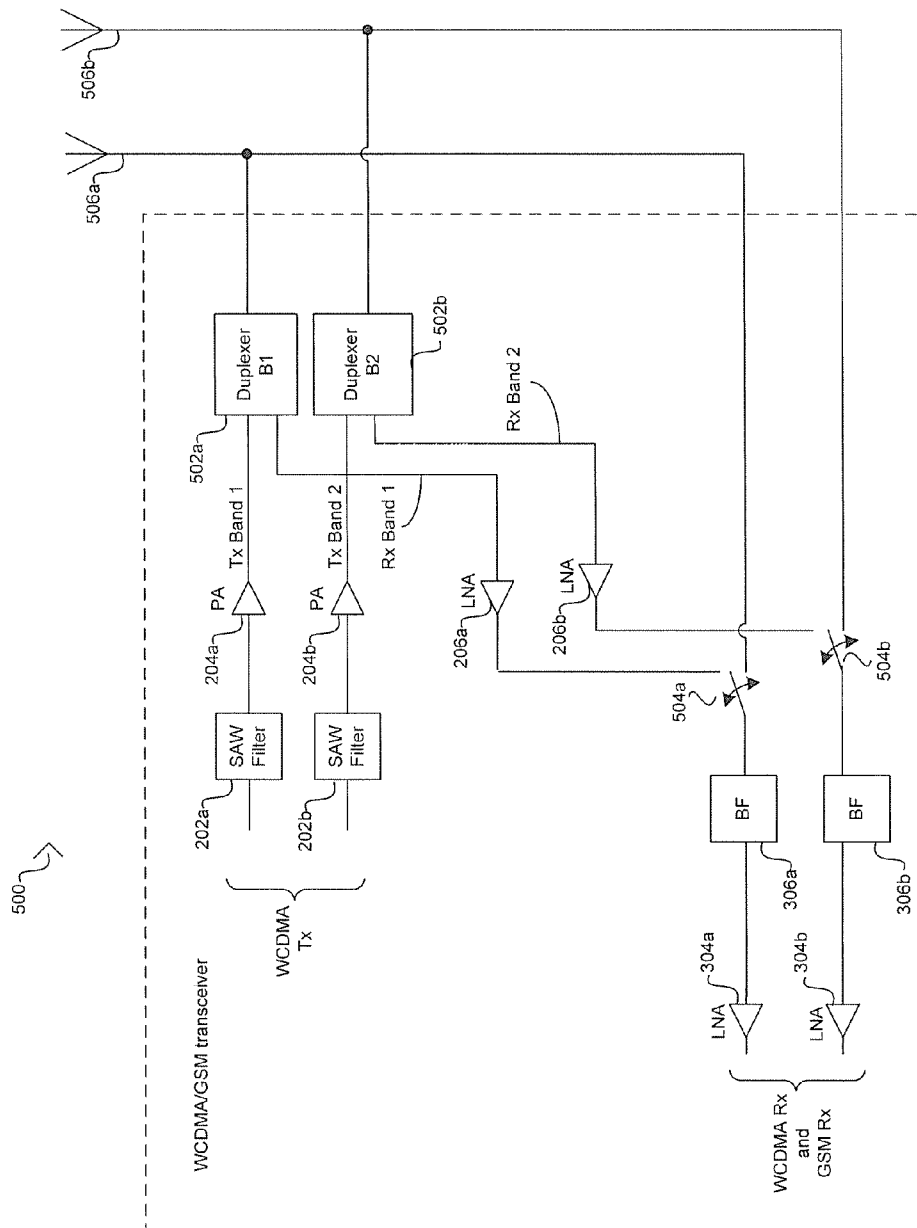 500
WCDMA/GSM transceiver
506b
506a
502a
Duplexer
B1
Duplexer
B2
502b
WCDMA
Tx
202a
SAW
Filter
204a
PA
Tx Band 1
202b
SAW
Filter
204b
PA
Tx Band 2
Rx Band 1
Rx Band 2
206a
LNA
206b
LNA
504a
504b
WCDMA Rx
and
GSM Rx
LNA
304a
BF
306a
LNA
304b
BF
306b